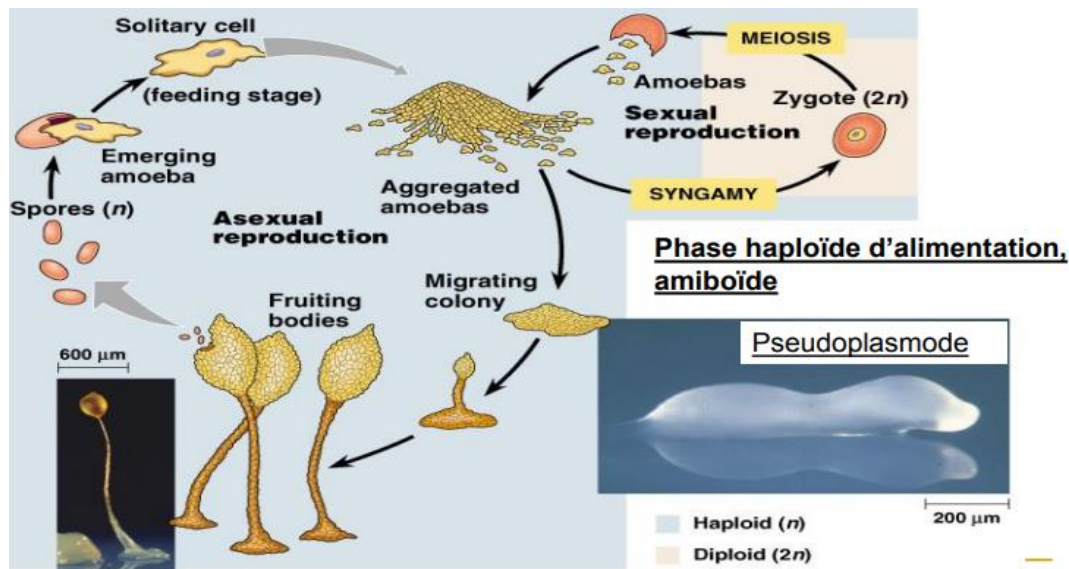 Solitary cell
(feeding stage)
MEIOSIS
Amoebas
Zygote (2n)
Sexual
reproduction
Emerging
amoeba
Aggregated
amoebas
SYNGAMY
Spores (n)
Asexual
reproduction
Phase haploïde d'alimentation,
amiboïde
Migrating
colony
Fruiting
bodies
Pseudoplasmode
600 µm
200 µm
Haploid (n)
Diploid (2n)